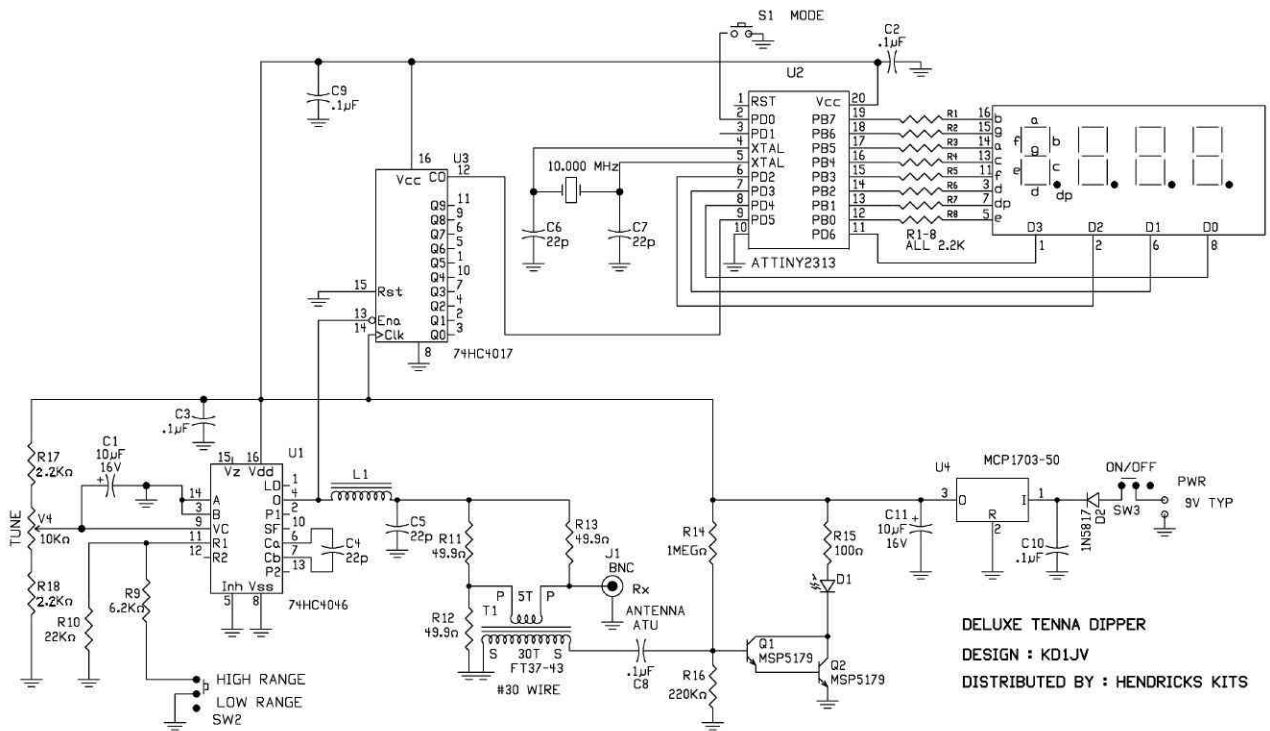 S1 MODE
C2
.1µF
U2
C9
.1µF
1 RST Vcc 20
2 PD0 PB7 19 R1 16 b
3 PD1 PB6 18 R2 15 g
4 XTAL PB5 17 R3 14 a
5 XTAL PB4 16 R4 13 c
6 PD2 PB3 15 R5 11 f
7 PD3 PB2 14 R6 3 d
8 PD4 PB1 13 R7 7 dp
9 PD5 PB0 12 R8 5 e
10 PD6 11
a
f b
g
e c
d dp
D3 D2 D1 D0
1 2 6 8
R1-8
ALL 2.2K
ATTINY2313
10.000 MHz
C6
22p
C7
22p
16 U3
Vcc CO 12
Q9 11
Q8 9
Q7 6
Q6 5
Q5 1
Q4 10
15 Rst Q3 7
Q2 4
13 Ena Q1 2
14 >Clk Q0 3
8
74HC4017
C3
.1µF
C1
10µF
16V
+
R17
2.2KΩ
TUNE
V4
10KΩ
R18
2.2KΩ
R10
22KΩ
R9
6.2KΩ
15 16 U1
Vz Vdd
LD 1
14 A O 4
3 B P1 2
9 VC SF 10
11 R1 Ca 6
12 R2 Cb 7
P2 13
Inh Vss
5 8
74HC4046
C4
22p
L1
C5
22p
R11
49.9Ω
R13
49.9Ω
R12
49.9Ω
J1
BNC
Rx
ANTENNA
ATU
P 5T P
T1
S 30T S
FT37-43
#30 WIRE
.1µF
C8
HIGH RANGE
LOW RANGE
SW2
R14
1MEGΩ
R15
100Ω
D1
Q1
MSP5179
Q2
MSP5179
R16
220KΩ
C11
10µF
16V
+
U4 MCP1703-50
3 O I 1
R
2
C10
.1µF
1N5817
D2
ON/OFF
SW3
PWR
9V TYP
DELUXE TENNA DIPPER
DESIGN : KD1JV
DISTRIBUTED BY : HENDRICKS KITS